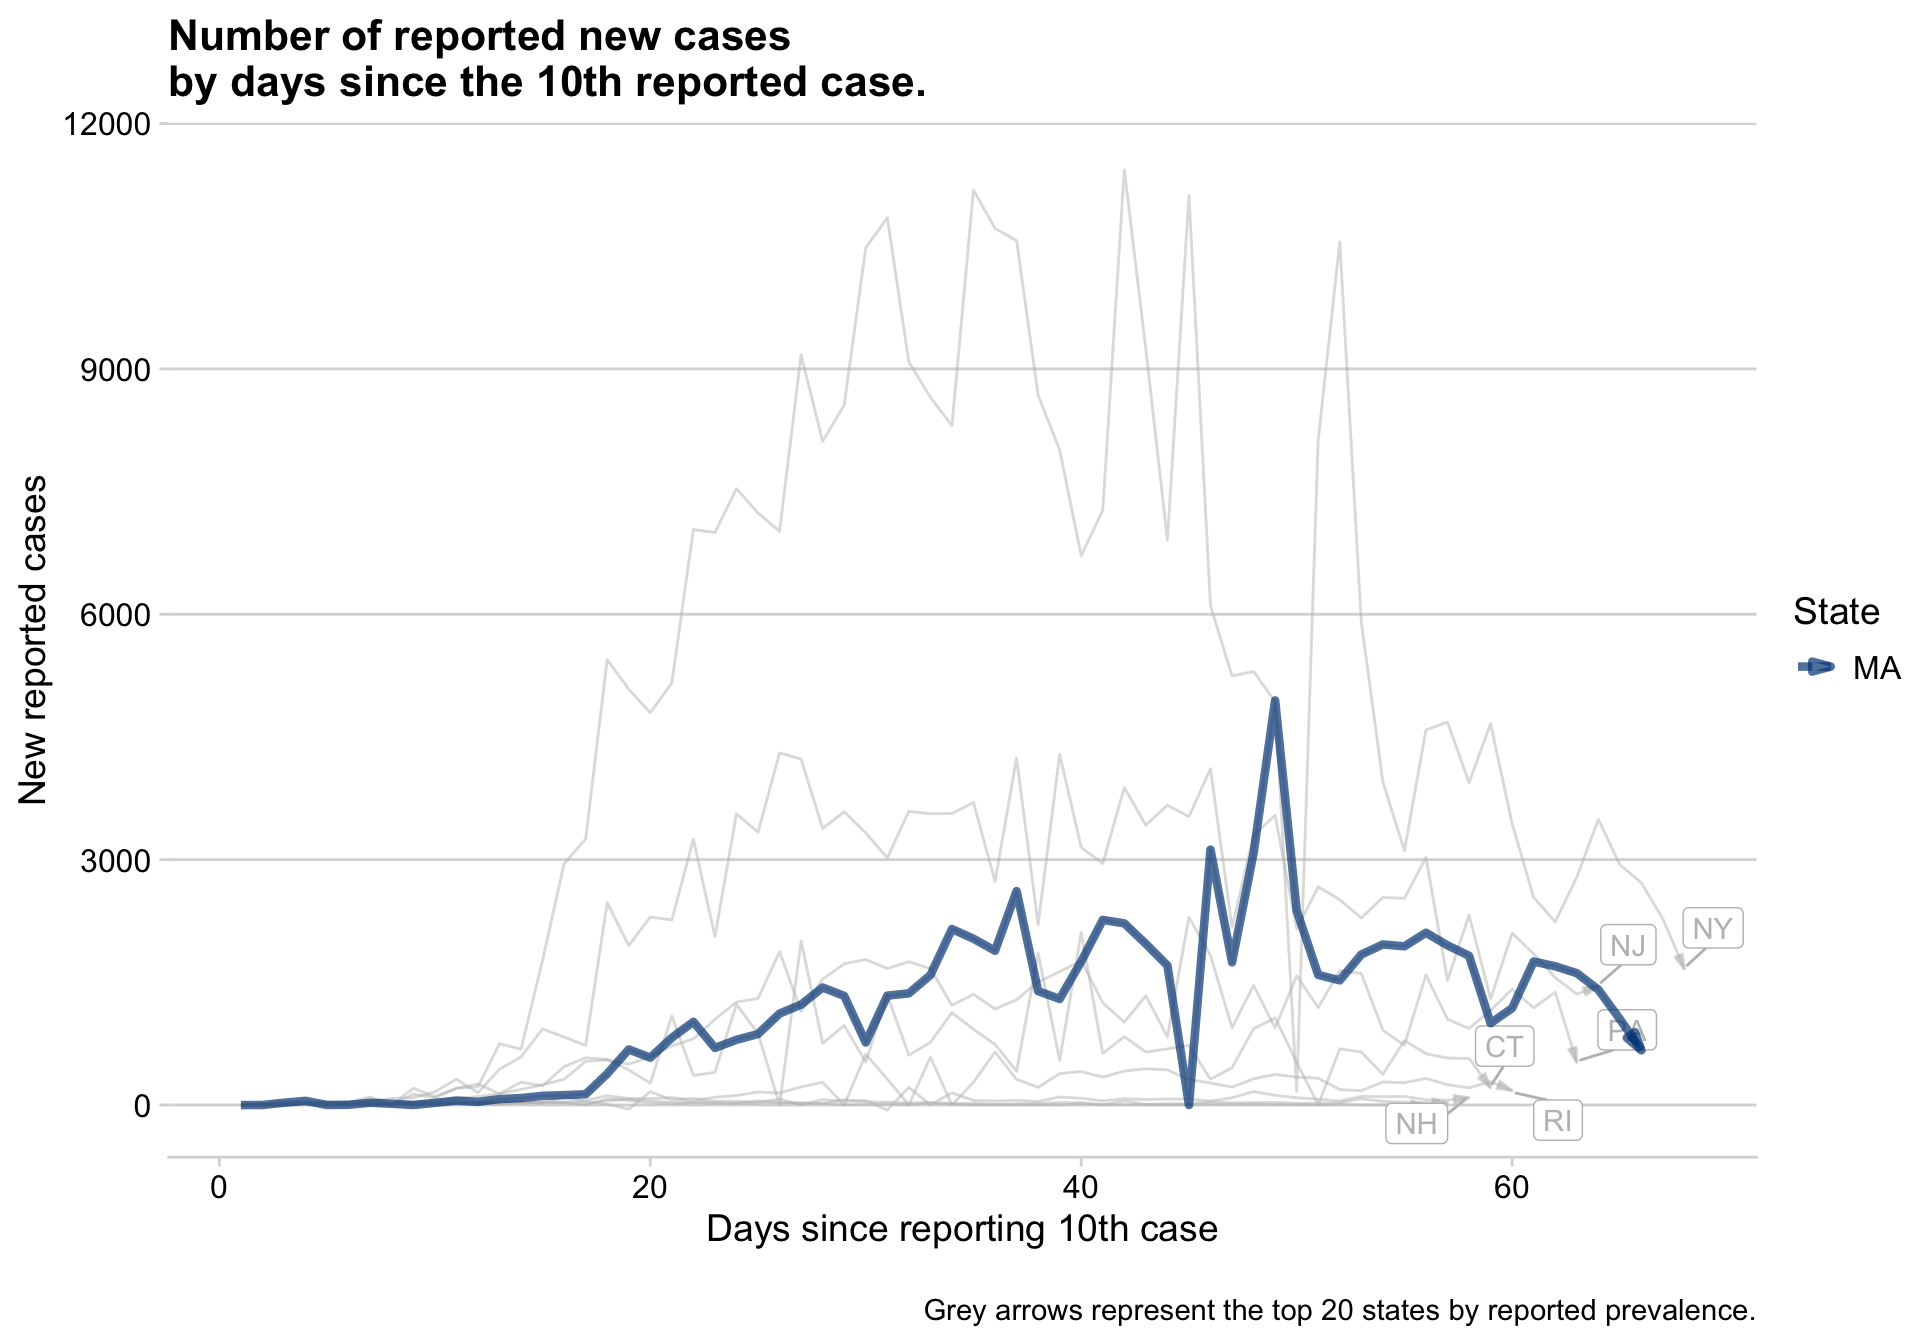 Number of reported new cases
by days since the 10th reported case.
12000
9000
6000
3000
0
New reported cases
0
20
40
60
Days since reporting 10th case
NJ
NY
PA
CT
NH
RI
State
MA
Grey arrows represent the top 20 states by reported prevalence.